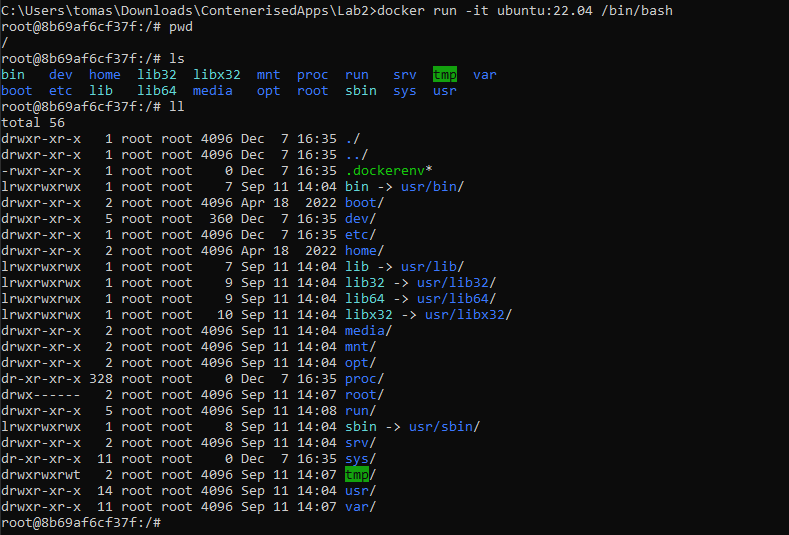 C:\Users\tomas\Downloads\ContenerisedApps\Lab2>docker run -it ubuntu:22.04 /bin/bash
root@8b69af6cf37f:/# pwd
/
root@8b69af6cf37f:/# ls
bin   dev  home  lib32  libx32  mnt  proc  run   srv  tmp  var
boot  etc  lib   lib64  media   opt  root  sbin  sys  usr
root@8b69af6cf37f:/# ll
total 56
drwxr-xr-x   1 root root 4096 Dec  7 16:35 ./
drwxr-xr-x   1 root root 4096 Dec  7 16:35 ../
-rwxr-xr-x   1 root root    0 Dec  7 16:35 .dockerenv*
lrwxrwxrwx   1 root root    7 Sep 11 14:04 bin -> usr/bin/
drwxr-xr-x   2 root root 4096 Apr 18  2022 boot/
drwxr-xr-x   5 root root  360 Dec  7 16:35 dev/
drwxr-xr-x   1 root root 4096 Dec  7 16:35 etc/
drwxr-xr-x   2 root root 4096 Apr 18  2022 home/
lrwxrwxrwx   1 root root    7 Sep 11 14:04 lib -> usr/lib/
lrwxrwxrwx   1 root root    9 Sep 11 14:04 lib32 -> usr/lib32/
lrwxrwxrwx   1 root root    9 Sep 11 14:04 lib64 -> usr/lib64/
lrwxrwxrwx   1 root root   10 Sep 11 14:04 libx32 -> usr/libx32/
drwxr-xr-x   2 root root 4096 Sep 11 14:04 media/
drwxr-xr-x   2 root root 4096 Sep 11 14:04 mnt/
drwxr-xr-x   2 root root 4096 Sep 11 14:04 opt/
dr-xr-xr-x 328 root root    0 Dec  7 16:35 proc/
drwx------   2 root root 4096 Sep 11 14:07 root/
drwxr-xr-x   5 root root 4096 Sep 11 14:08 run/
lrwxrwxrwx   1 root root    8 Sep 11 14:04 sbin -> usr/sbin/
drwxr-xr-x   2 root root 4096 Sep 11 14:04 srv/
dr-xr-xr-x  11 root root    0 Dec  7 16:35 sys/
drwxrwxrwt   2 root root 4096 Sep 11 14:07 tmp/
drwxr-xr-x  14 root root 4096 Sep 11 14:04 usr/
drwxr-xr-x  11 root root 4096 Sep 11 14:07 var/
root@8b69af6cf37f:/#